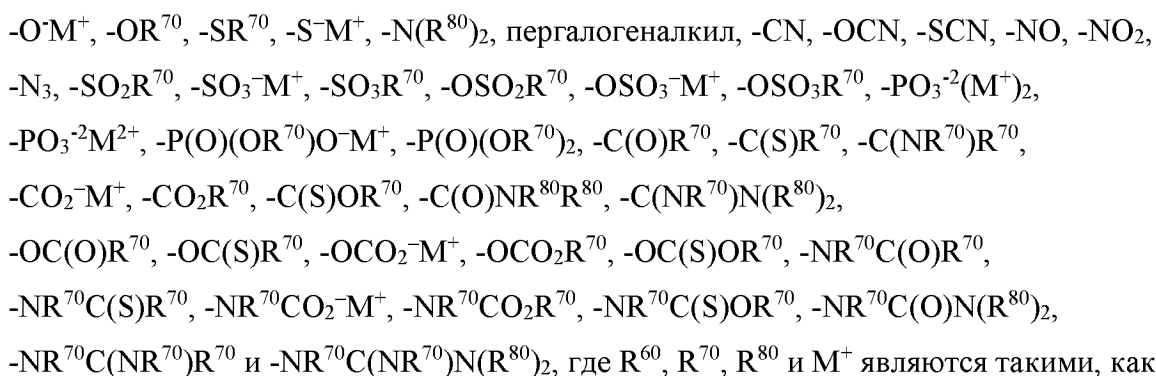 -O⁻M⁺, -OR⁷⁰, -SR⁷⁰, -S⁻M⁺, -N(R⁸⁰)₂, пергалогеналкил, -CN, -OCN, -SCN, -NO, -NO₂,
-N₃, -SO₂R⁷⁰, -SO₃⁻M⁺, -SO₃R⁷⁰, -OSO₂R⁷⁰, -OSO₃⁻M⁺, -OSO₃R⁷⁰, -PO₃⁻²(M⁺)₂,
-PO₃⁻²M²⁺, -P(O)(OR⁷⁰)O⁻M⁺, -P(O)(OR⁷⁰)₂, -C(O)R⁷⁰, -C(S)R⁷⁰, -C(NR⁷⁰)R⁷⁰,
-CO₂⁻M⁺, -CO₂R⁷⁰, -C(S)OR⁷⁰, -C(O)NR⁸⁰R⁸⁰, -C(NR⁷⁰)N(R⁸⁰)₂,
-OC(O)R⁷⁰, -OC(S)R⁷⁰, -OCO₂⁻M⁺, -OCO₂R⁷⁰, -OC(S)OR⁷⁰, -NR⁷⁰C(O)R⁷⁰,
-NR⁷⁰C(S)R⁷⁰, -NR⁷⁰CO₂⁻M⁺, -NR⁷⁰CO₂R⁷⁰, -NR⁷⁰C(S)OR⁷⁰, -NR⁷⁰C(O)N(R⁸⁰)₂,
-NR⁷⁰C(NR⁷⁰)R⁷⁰ и -NR⁷⁰C(NR⁷⁰)N(R⁸⁰)₂, где R⁶⁰, R⁷⁰, R⁸⁰ и M⁺ являются такими, как